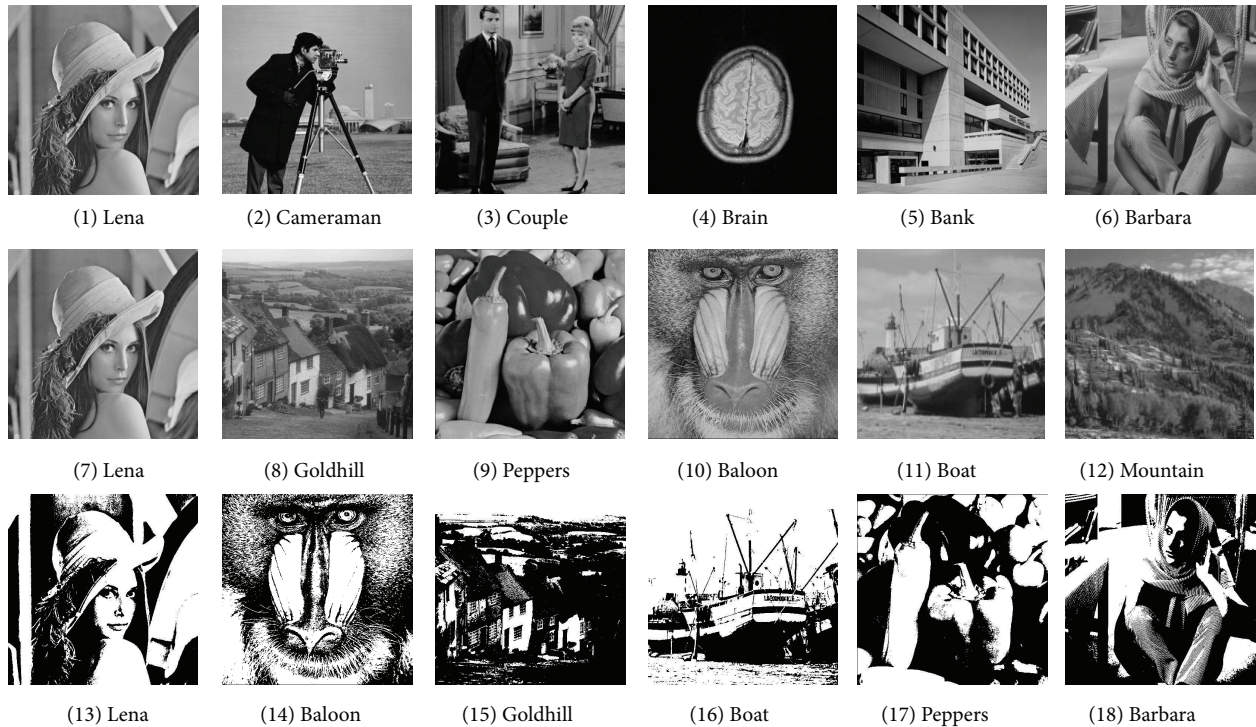 (1) Lena
(2) Cameraman
(3) Couple
(4) Brain
(5) Bank
(6) Barbara
(7) Lena
(8) Goldhill
(9) Peppers
(10) Baloon
(11) Boat
(12) Mountain
(13) Lena
(14) Baloon
(15) Goldhill
(16) Boat
(17) Peppers
(18) Barbara